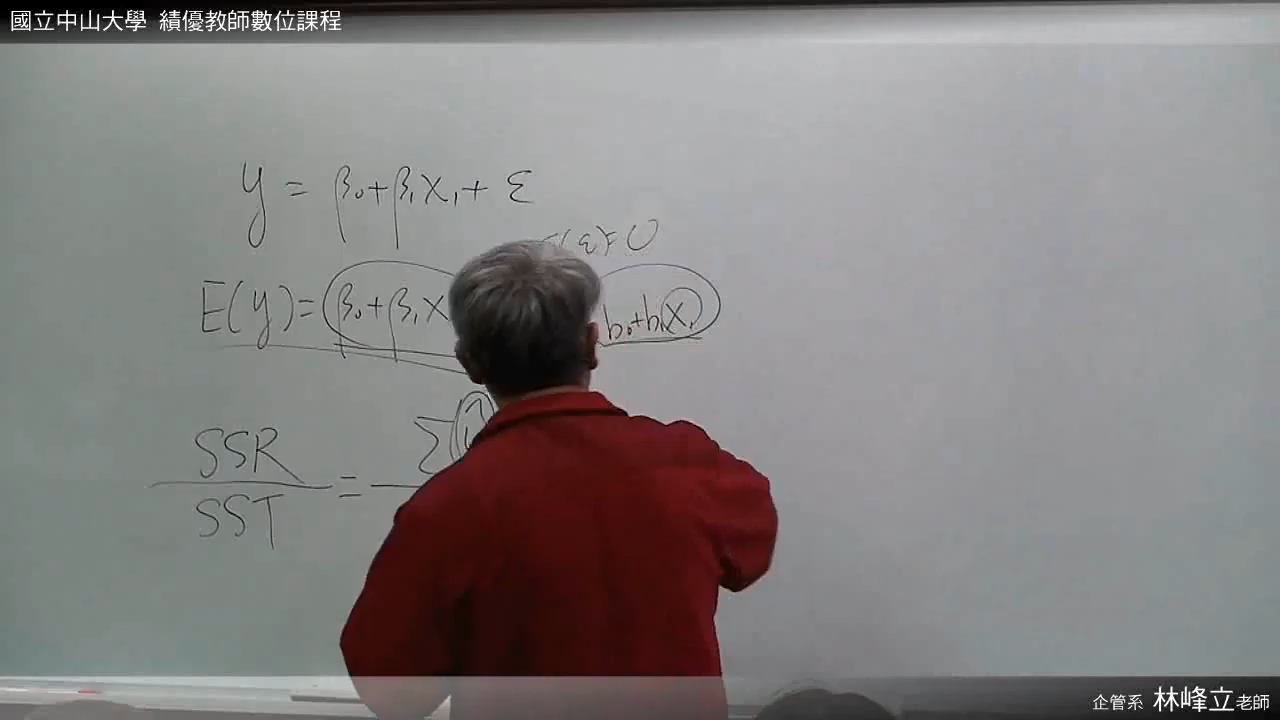 國立中山大學 績優教師數位課程
y = β₀+β₁x₁+ ε
(ε)=0
E(y)=β₀+β₁x
b₀+b₁x₁
SSR
SST
= Σ(
企管系 林峰立老師